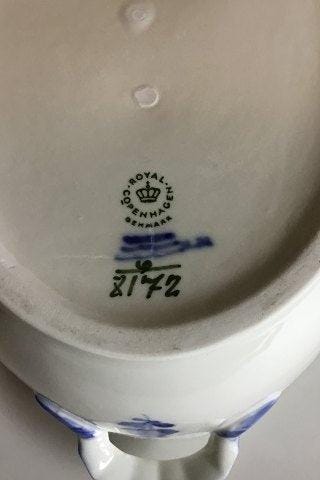 ROYAL
COPENHAGEN
DENMARK
8172